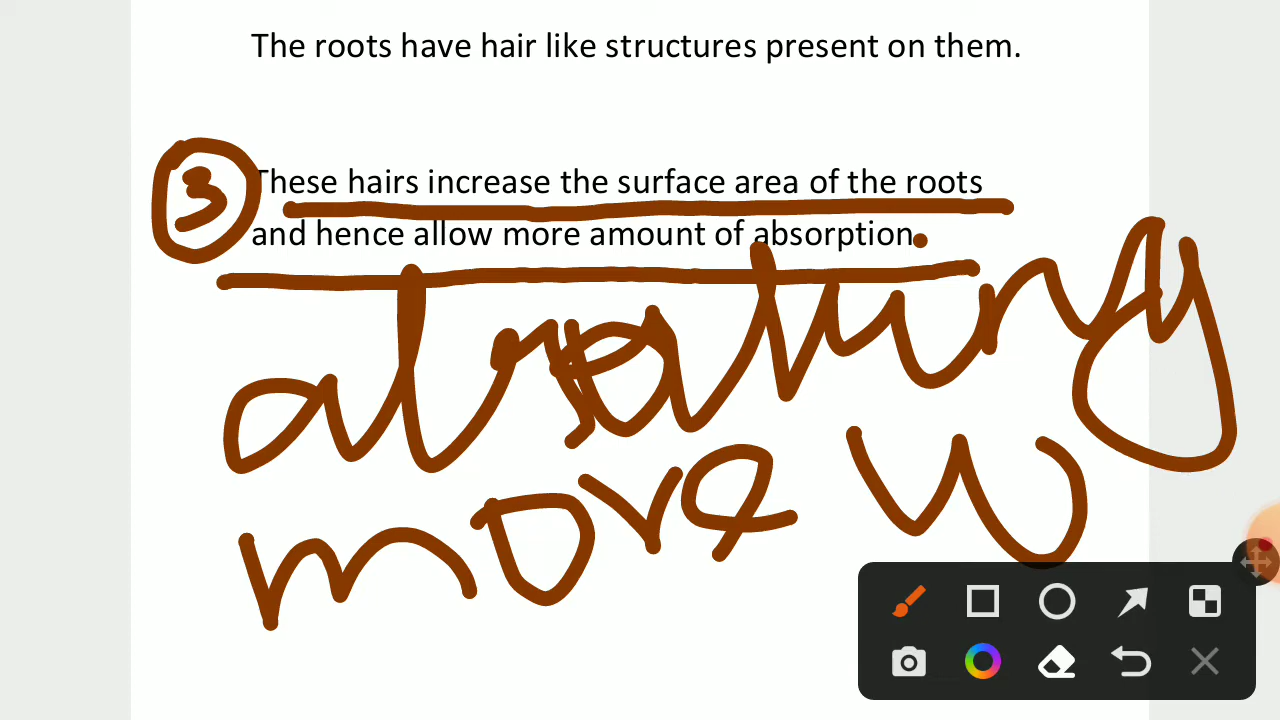 The roots have hair like structures present on them.
3 These hairs increase the surface area of the roots
and hence allow more amount of absorption.
more w